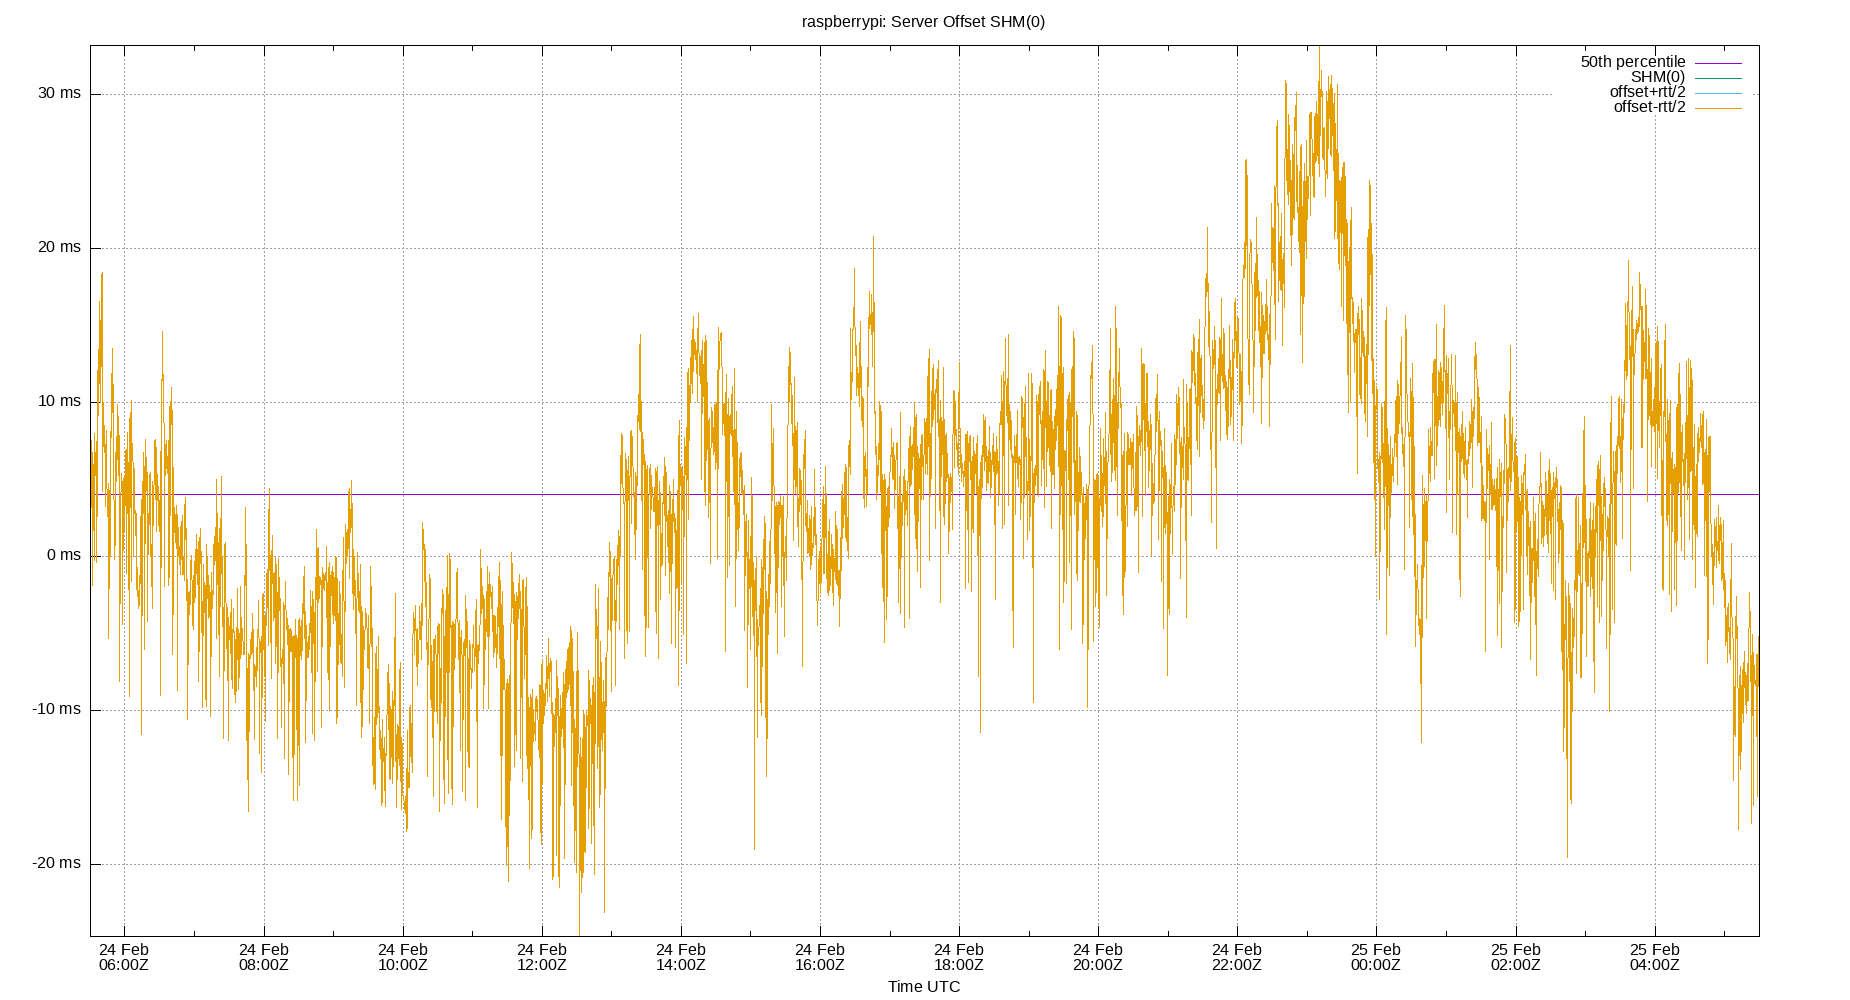 raspberrypi: Server Offset SHM(0)
50th percentile
SHM(0)
offset+rtt/2
offset-rtt/2
30 ms
20 ms
10 ms
0 ms
-10 ms
-20 ms
24 Feb 24 Feb 24 Feb 24 Feb 24 Feb 24 Feb 24 Feb 24 Feb 24 Feb 25 Feb 25 Feb 25 Feb
06:00Z 08:00Z 10:00Z 12:00Z 14:00Z 16:00Z 18:00Z 20:00Z 22:00Z 00:00Z 02:00Z 04:00Z
Time UTC